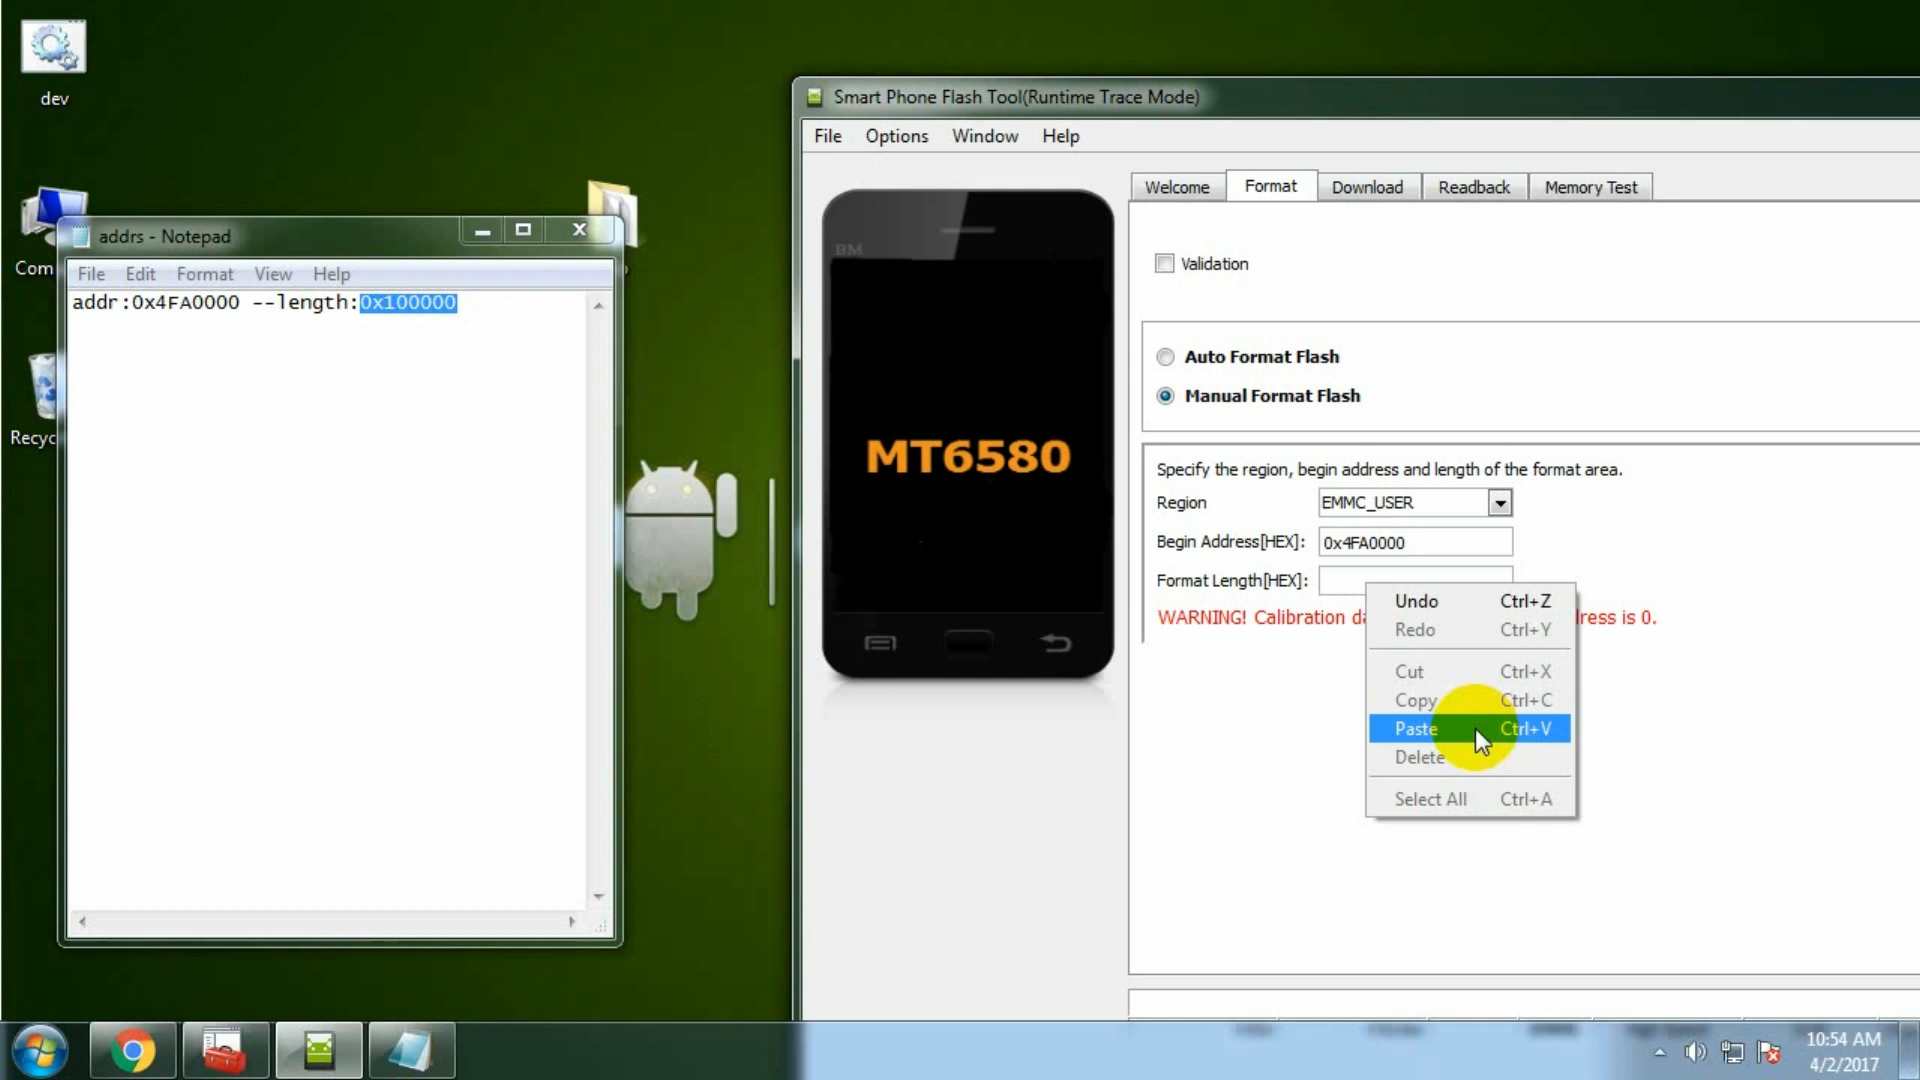 dev
Com
Recyc
addrs - Notepad
File Edit Format View Help
addr:0x4FA0000 --length:0x100000
Smart Phone Flash Tool(Runtime Trace Mode)
File Options Window Help
BM
MT6580
Welcome Format Download Readback Memory Test
Validation
Auto Format Flash
Manual Format Flash
Specify the region, begin address and length of the format area.
Region EMMC_USER
Begin Address[HEX]: 0x4FA0000
Format Length[HEX]:
WARNING! Calibration da ress is 0.
Undo Ctrl+Z
Redo Ctrl+Y
Cut Ctrl+X
Copy Ctrl+C
Paste Ctrl+V
Delete
Select All Ctrl+A
10:54 AM
4/2/2017